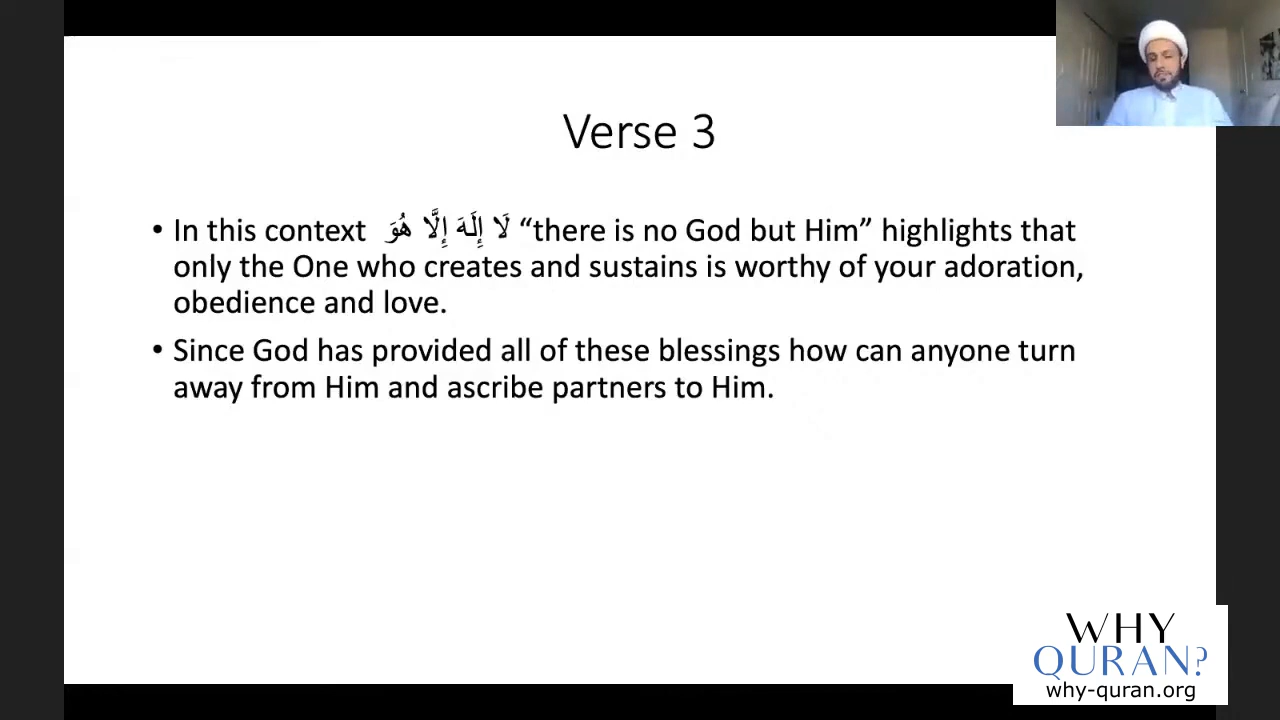 Verse 3
• In this context لَا إِلَٰهَ إِلَّا هُوَ “there is no God but Him” highlights that
only the One who creates and sustains is worthy of your adoration,
obedience and love.
• Since God has provided all of these blessings how can anyone turn
away from Him and ascribe partners to Him.
WHY
QURAN?
why-quran.org